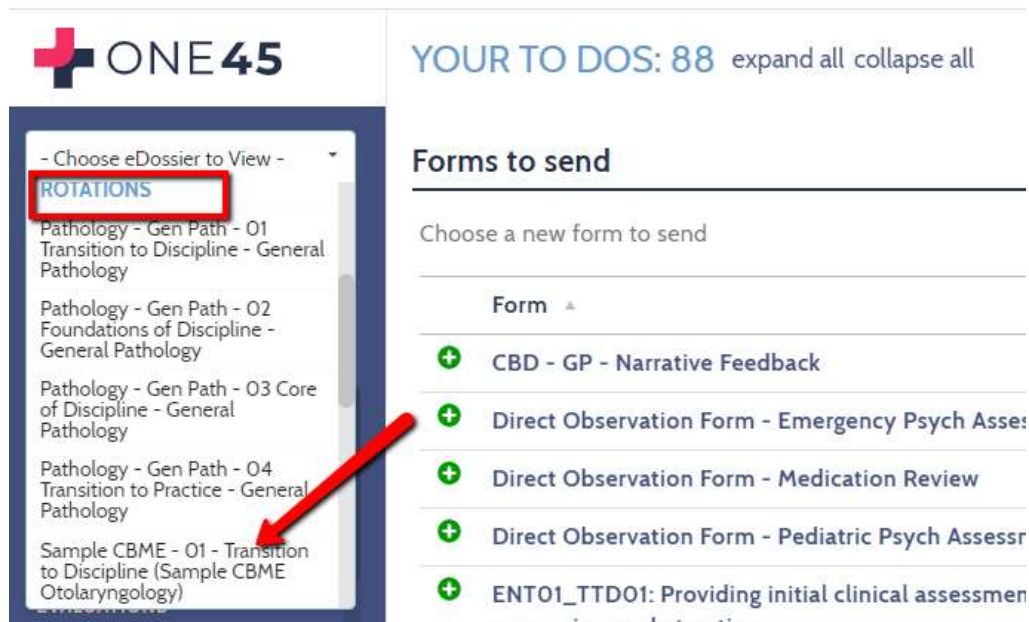 ONE45
YOUR TO DOS: 88 expand all collapse all
- Choose eDossier to View -
ROTATIONS
Pathology - Gen Path - 01
Transition to Discipline - General
Pathology
Pathology - Gen Path - 02
Foundations of Discipline -
General Pathology
Pathology - Gen Path - 03 Core
of Discipline - General
Pathology
Pathology - Gen Path - 04
Transition to Practice - General
Pathology
Sample CBME - 01 - Transition
to Discipline (Sample CBME
Otolaryngology)
Forms to send
Choose a new form to send
Form
CBD - GP - Narrative Feedback
Direct Observation Form - Emergency Psych
Direct Observation Form - Medication Review
Direct Observation Form - Pediatric Psych
ENT01_TTD01: Providing initial clinical